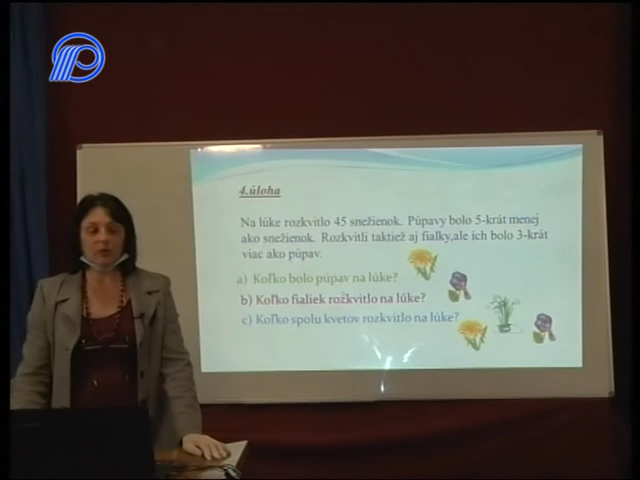 4.úloha
Na lúke rozkvitlo 45 snežienok. Púpavy bolo 5-krát menej
ako snežienok. Rozkvitli taktiež aj fialky,ale ich bolo 3-krát
viac ako púpav.
a) Koľko bolo púpav na lúke?
b) Koľko fialiek rozkvitlo na lúke?
c) Koľko spolu kvetov rozkvitlo na lúke?